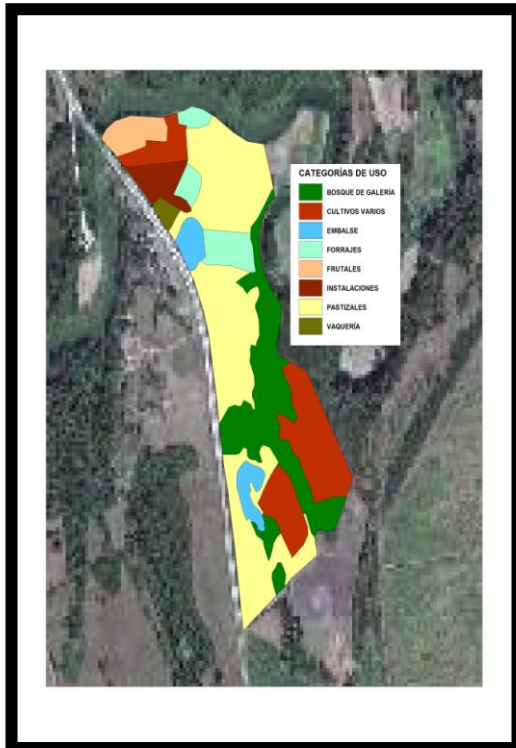 CATEGORÍAS DE USO
BOSQUE DE GALERÍA
CULTIVOS VARIOS
EMBALSE
FORRAJES
FRUTALES
INSTALACIONES
PASTIZALES
VAQUERÍA